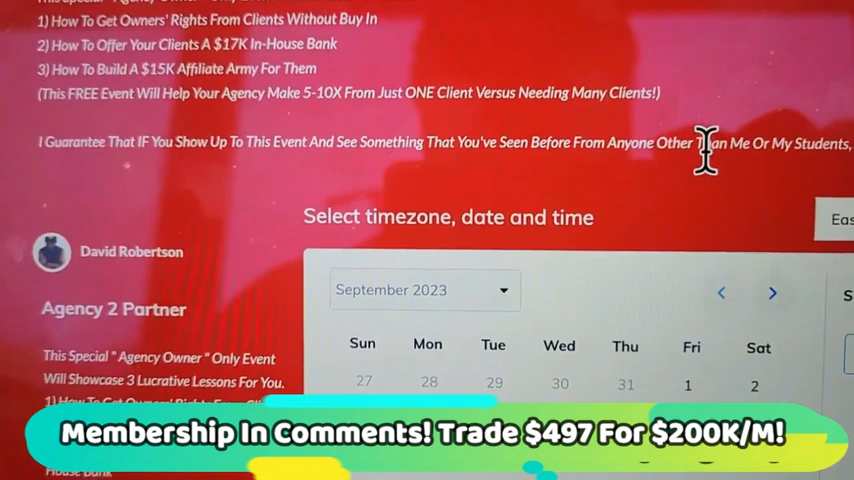 1) How To Get Owners' Rights From Clients Without Buy In
2) How To Offer Your Clients A $17K In-House Bank
3) How To Build A $15K Affiliate Army For Them
(This FREE Event Will Help Your Agency Make 5-10X From Just ONE Client Versus Needing Many Clients!)
I Guarantee That IF You Show Up To This Event And See Something That You've Seen Before From Anyone Other Than Me Or My Students,
Select timezone, date and time
Eas
David Robertson
September 2023
S
Agency 2 Partner
Sun Mon Tue Wed Thu Fri Sat
This Special "Agency Owner" Only Event
27 28 29 30 31 1 2
Will Showcase 3 Lucrative Lessons For You.
Membership In Comments! Trade $497 For $200K/M!
House Bank